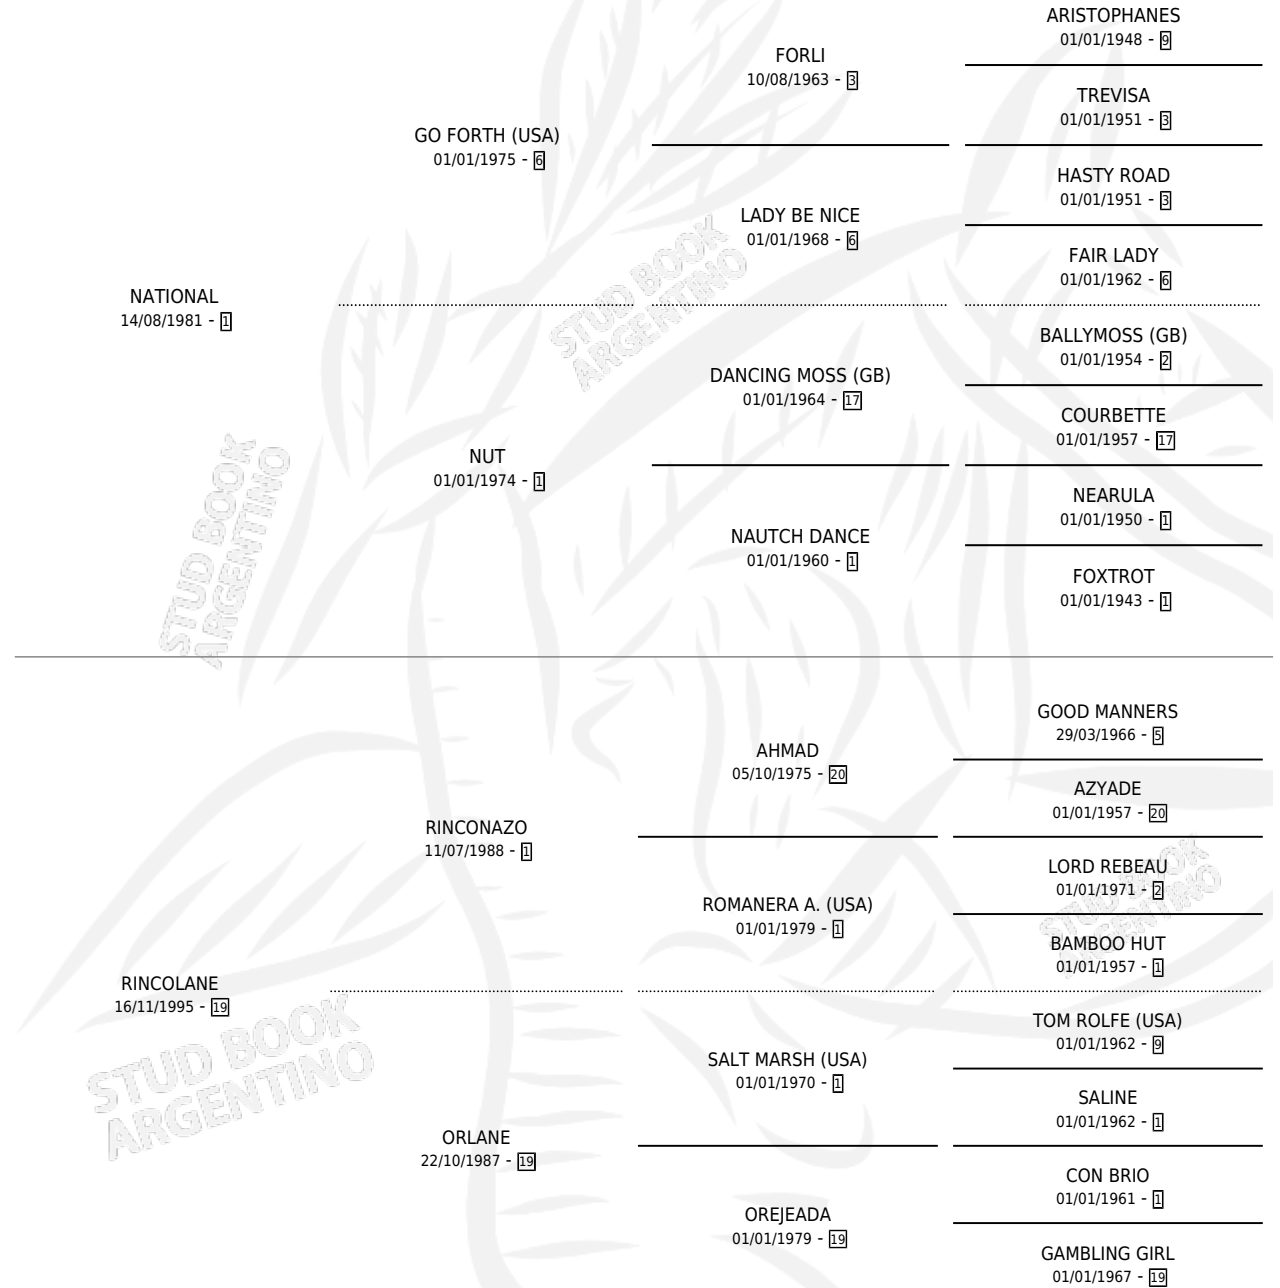 ARISTOPHANES
01/01/1948 - 9
FORLI
10/08/1963 - 3
TREVISA
01/01/1951 - 3
GO FORTH (USA)
01/01/1975 - 6
HASTY ROAD
01/01/1951 - 3
LADY BE NICE
01/01/1968 - 6
FAIR LADY
01/01/1962 - 6
NATIONAL
14/08/1981 - 1
STUD BOOK
ARGENTINO
BALLYMOSS (GB)
01/01/1954 - 2
DANCING MOSS (GB)
01/01/1964 - 17
COURBETTE
01/01/1957 - 17
NUT
01/01/1974 - 1
NEARULA
01/01/1950 - 1
NAUTCH DANCE
01/01/1960 - 1
FOXTROT
01/01/1943 - 1
STUD BOOK
ARGENTINO
GOOD MANNERS
29/03/1966 - 5
AHMAD
05/10/1975 - 20
AZYADE
01/01/1957 - 20
RINCONAZO
11/07/1988 - 1
LORD REBEAU
01/01/1971 - 2
ROMANERA A. (USA)
01/01/1979 - 1
BAMBOO HUT
01/01/1957 - 1
STUD BOOK
ARGENTINO
RINCOLANE
16/11/1995 - 19
TOM ROLFE (USA)
01/01/1962 - 9
SALT MARSH (USA)
01/01/1970 - 1
SALINE
01/01/1962 - 1
STUD BOOK
ARGENTINO
ORLANE
22/10/1987 - 19
CON BRIO
01/01/1961 - 1
OREJEADA
01/01/1979 - 19
GAMBLING GIRL
01/01/1967 - 19